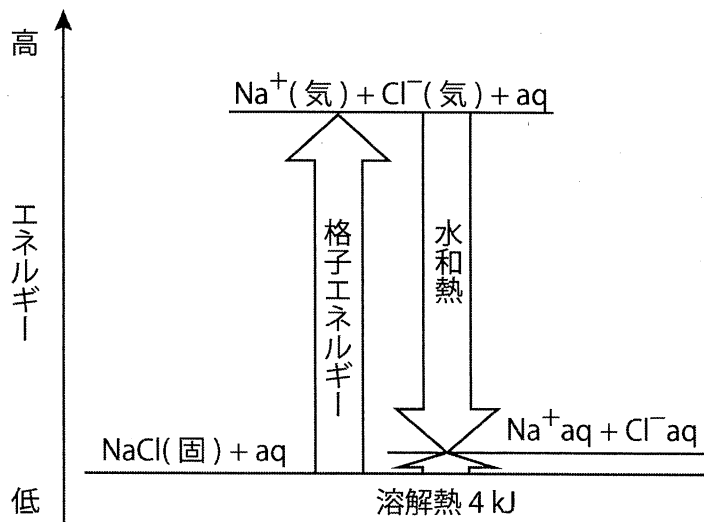 高
Na⁺(気)+Cl⁻(気)+aq
エネルギー
格子エネルギー
水和熱
Na⁺aq+Cl⁻aq
NaCl(固)+aq
低
溶解熱 4 kJ